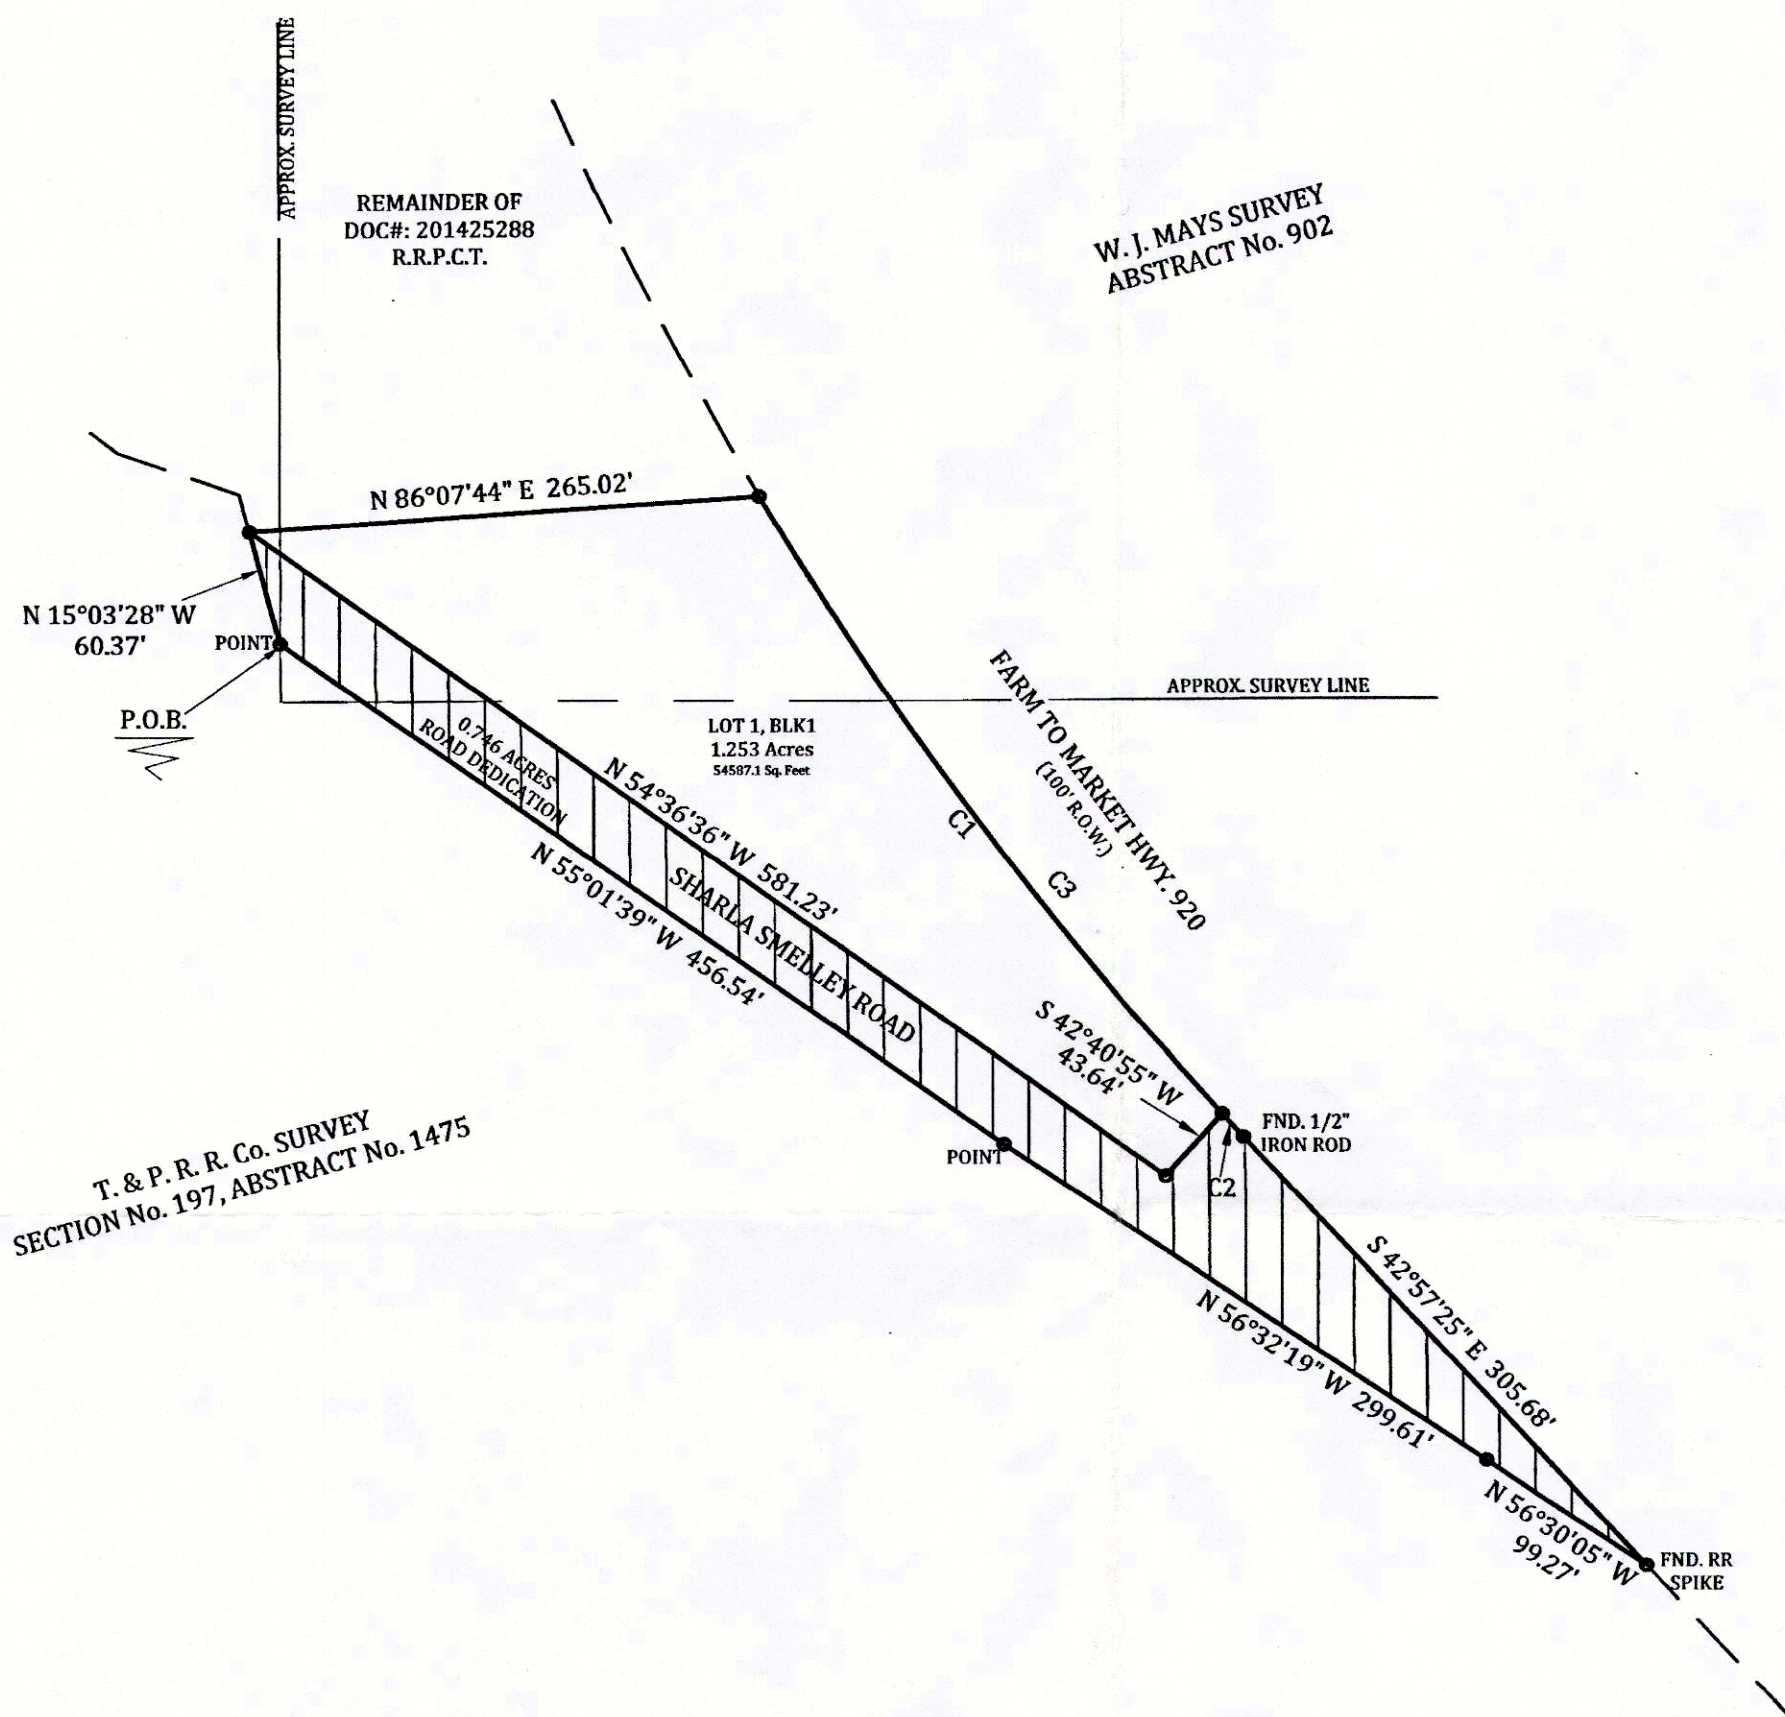 APPROX. SURVEY LINE
REMAINDER OF
DOC#: 201425288
R.R.P.C.T.
W. J. MAYS SURVEY
ABSTRACT No. 902
N 86°07'44" E 265.02'
N 15°03'28" W
60.37'
POINT
P.O.B.
APPROX. SURVEY LINE
FARM TO MARKET HWY. 920
(100' R.O.W.)
LOT 1, BLK1
1.253 Acres
54587.1 Sq. Feet
0.746 ACRES
ROAD DEDICATION
N 54°36'36" W 581.23'
C1
C3
SHARLA SMELLEY ROAD
N 55°01'39" W 456.54'
S 42°40'55" W
43.64'
FND. 1/2"
IRON ROD
C2
POINT
T. & P. R. R. Co. SURVEY
SECTION No. 197, ABSTRACT No. 1475
S 42°57'25" E 305.68'
N 56°32'19" W 299.61'
N 56°30'05" W
99.27'
FND. RR
SPIKE